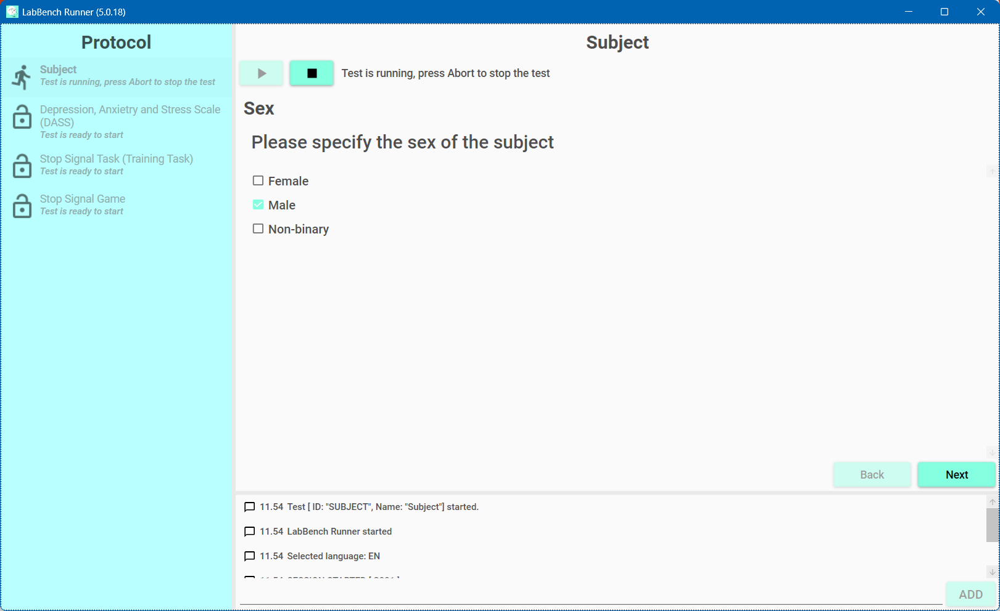 LabBench Runner (5.0.18)
Protocol
Subject
Test is running, press Abort to stop the test
Depression, Anxietry and Stress Scale
(DASS)
Test is ready to start
Stop Signal Task (Training Task)
Test is ready to start
Stop Signal Game
Test is ready to start
Subject
Test is running, press Abort to stop the test
Sex
Please specify the sex of the subject
Female
Male
Non-binary
Back
Next
11.54 Test [ ID: "SUBJECT", Name: "Subject"] started.
11.54 LabBench Runner started
11.54 Selected language: EN
ADD